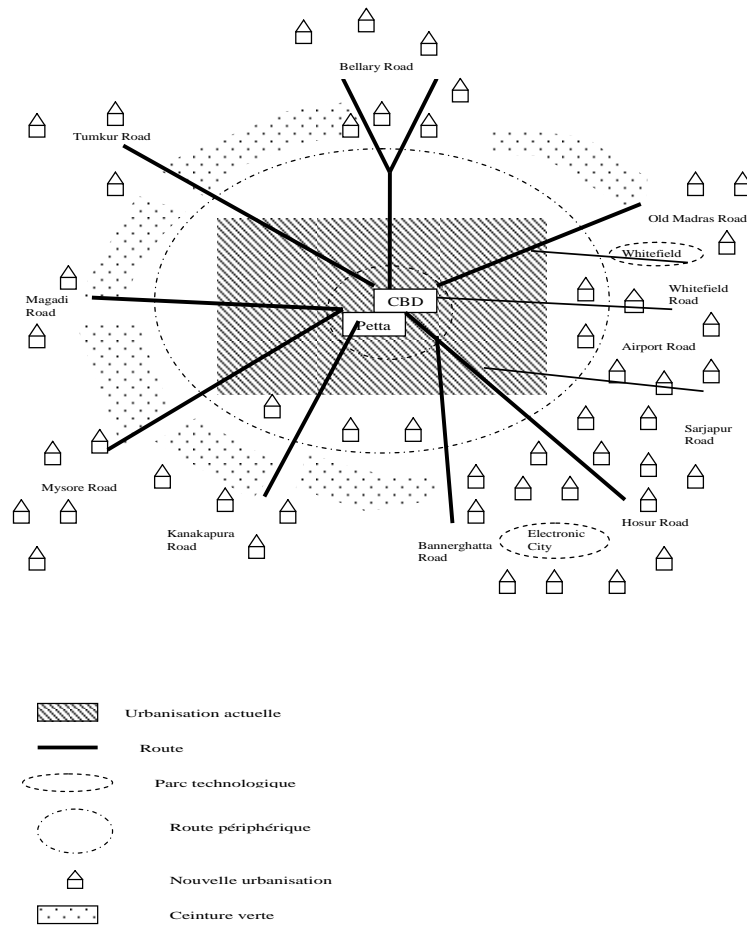 Bellary Road
Tumkur Road
Old Madras Road
Whitefield
CBD
Whitefield
Road
Magadi
Road
Petta
Airport Road
Sarjapur
Road
Mysore Road
Hosur Road
Kanakapura
Road
Electronic
City
Bannerghatta
Road
Urbanisation actuelle
Route
Parc technologique
Route périphérique
Nouvelle urbanisation
Ceinture verte